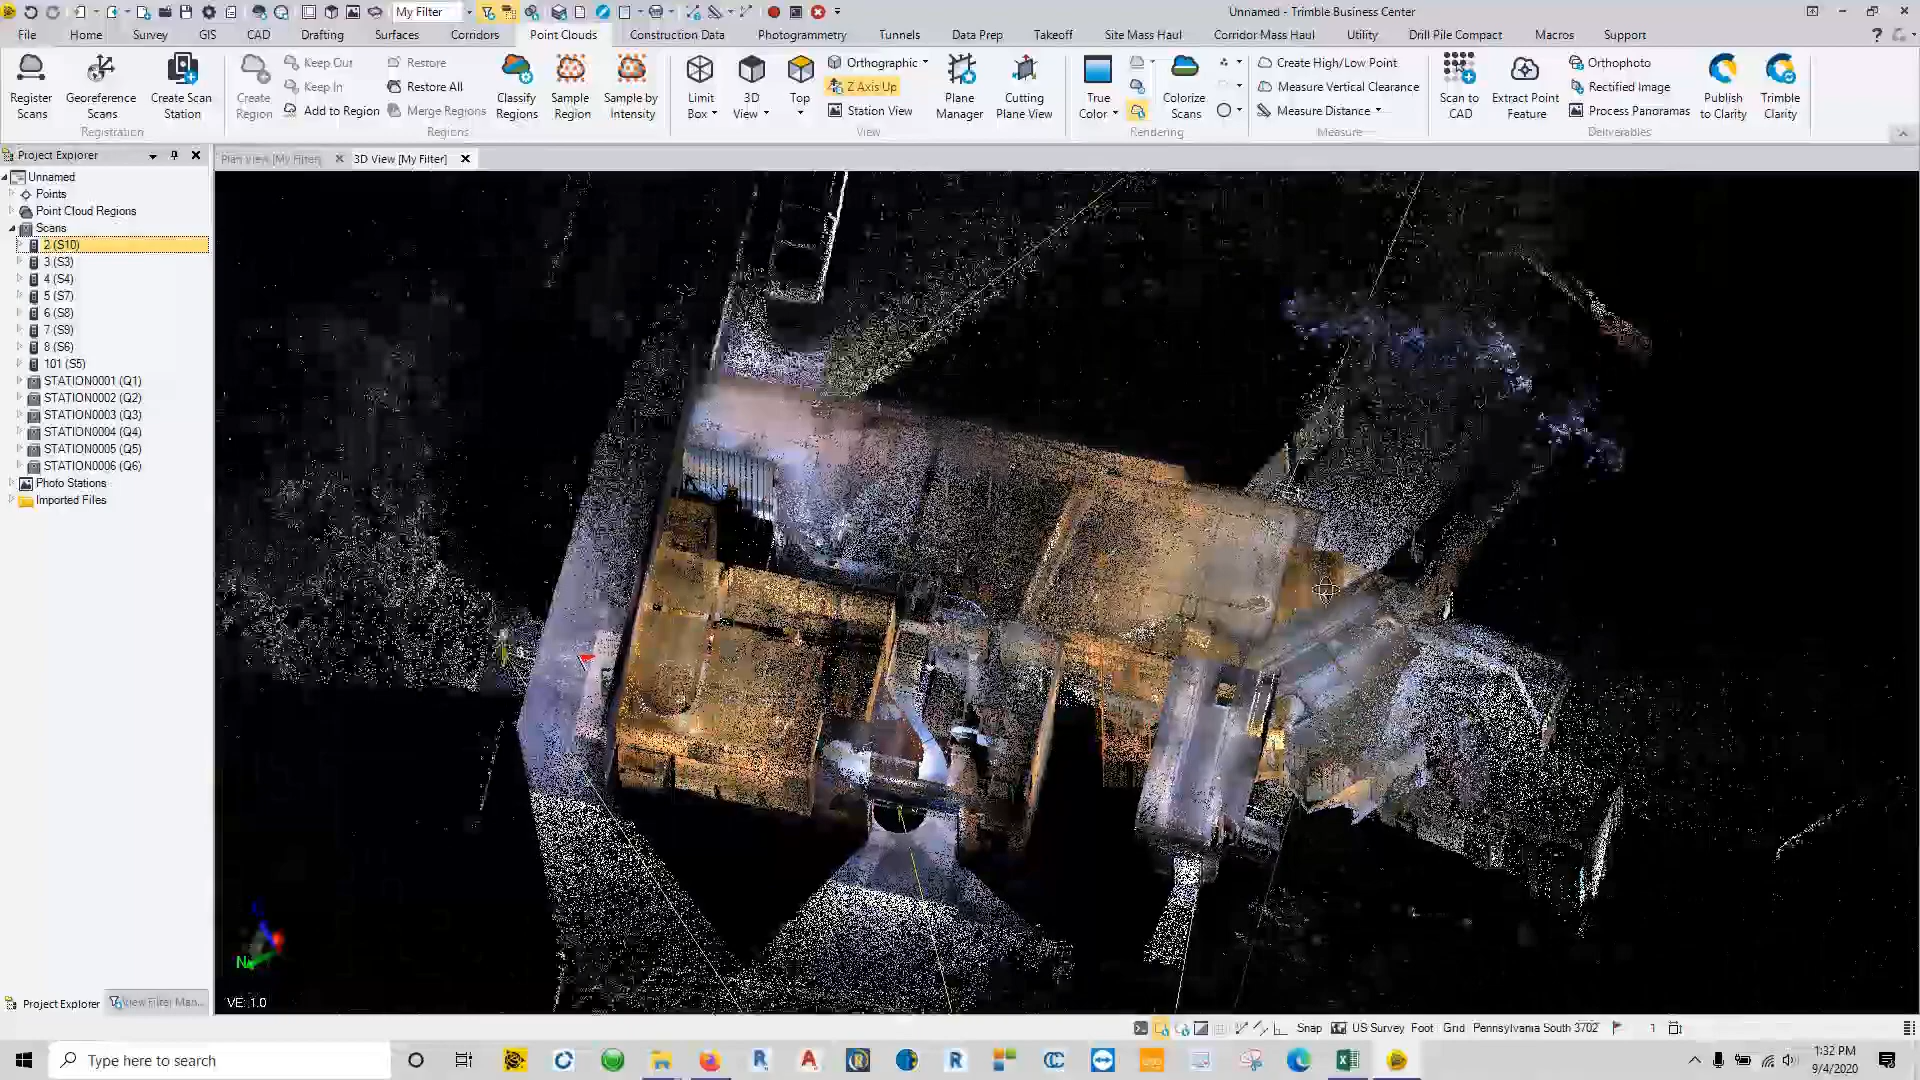 My Filter
Unnamed - Trimble Business Center
File Home Survey GIS CAD Drafting Surfaces Corridors Point Clouds Construction Data Photogrammetry Tunnels Data Prep Takeoff Site Mass Haul Corridor Mass Haul Utility Drill Pile Compact Macros Support
Register Scans
Georeference Scans
Create Scan Station
Registration
Create Region
Keep Out
Keep In
Add to Region
Restore
Restore All
Merge Regions
Classify Regions
Sample Region
Sample by Intensity
Regions
Limit Box
3D View
Top
Orthographic
Z Axis Up
Station View
Plane Manager
Cutting Plane View
View
True Color
Colorize Scans
Rendering
Create High/Low Point
Measure Vertical Clearance
Measure Distance
Measure
Scan to CAD
Extract Point Feature
Orthophoto
Rectified Image
Process Panoramas
Publish to Clarity
Trimble Clarity
Deliverables
Project Explorer
Plan View [My Filter]
3D View [My Filter]
Unnamed
Points
Point Cloud Regions
Scans
2 (S10)
3 (S3)
4 (S4)
5 (S7)
6 (S8)
7 (S9)
8 (S6)
101 (S5)
STATION0001 (Q1)
STATION0002 (Q2)
STATION0003 (Q3)
STATION0004 (Q4)
STATION0005 (Q5)
STATION0006 (Q6)
Photo Stations
Imported Files
N
VE: 1.0
Project Explorer
View Filter Man...
Snap US Survey Foot Grid Pennsylvania South 3702 1
Type here to search
1:32 PM
9/4/2020